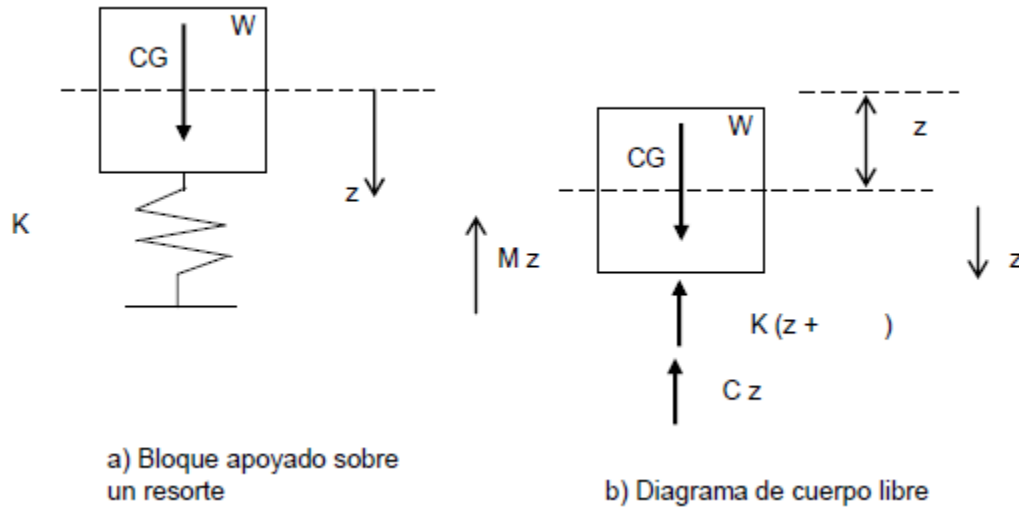 W
CG
z
K
a) Bloque apoyado sobre
un resorte
W
CG
z
z
M z
K (z + )
C z
b) Diagrama de cuerpo libre